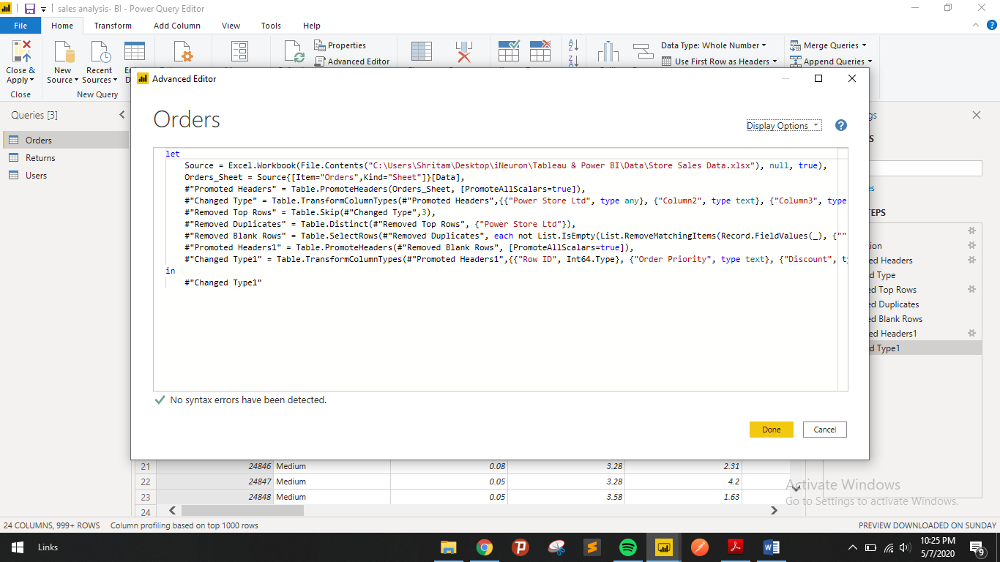 sales analysis- BI - Power Query Editor
File Home Transform Add Column View Tools Help
Close & Apply
Close
New Source
Recent Sources
New Query
Properties
Advanced Editor
Data Type: Whole Number
Use First Row as Headers
Merge Queries
Append Queries
Queries [3]
Orders
Returns
Users
Advanced Editor
Orders
Display Options
let
Source = Excel.Workbook(File.Contents("C:\Users\Shritam\Desktop\iNeuron\Tableau & Power BI\Data\Store Sales Data.xlsx"), null, true),
Orders_Sheet = Source{[Item="Orders",Kind="Sheet"]}[Data],
#"Promoted Headers" = Table.PromoteHeaders(Orders_Sheet, [PromoteAllScalars=true]),
#"Changed Type" = Table.TransformColumnTypes(#"Promoted Headers",{{"Power Store Ltd", type any}, {"Column2", type text}, {"Column3", type
#"Removed Top Rows" = Table.Skip(#"Changed Type",3),
#"Removed Duplicates" = Table.Distinct(#"Removed Top Rows", {"Power Store Ltd"}),
#"Removed Blank Rows" = Table.SelectRows(#"Removed Duplicates", each not List.IsEmpty(List.RemoveMatchingItems(Record.FieldValues(_), {""
#"Promoted Headers1" = Table.PromoteHeaders(#"Removed Blank Rows", [PromoteAllScalars=true]),
#"Changed Type1" = Table.TransformColumnTypes(#"Promoted Headers1",{{"Row ID", Int64.Type}, {"Order Priority", type text}, {"Discount", ty
in
#"Changed Type1"
No syntax errors have been detected.
Done Cancel
gs
S
es
TEPS
ion
ed Headers
d Type
ed Top Rows
ed Duplicates
ed Blank Rows
ed Headers1
d Type1
21 24846 Medium 0.08 3.28 2.31
22 24847 Medium 0.05 3.28 4.2
23 24848 Medium 0.05 3.58 1.63
24
Activate Windows
Go to Settings to activate Windows.
24 COLUMNS, 999+ ROWS Column profiling based on top 1000 rows
PREVIEW DOWNLOADED ON SUNDAY
Links
10:25 PM
5/7/2020
9